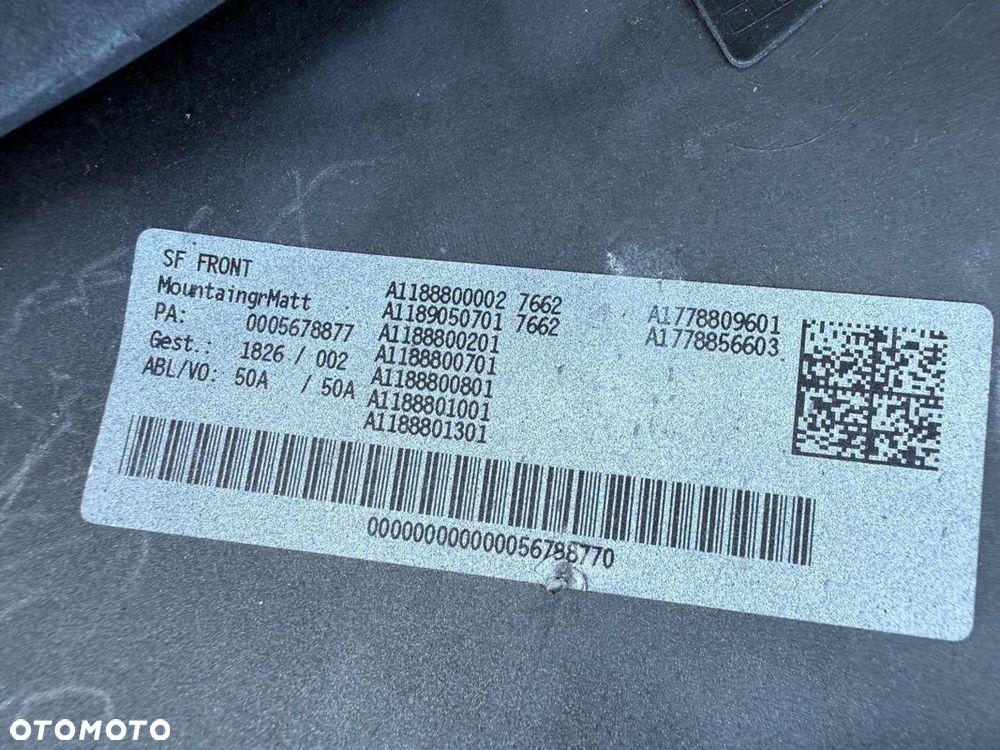 SF FRONT
MountaingrMatt
PA: 0005678877
Gest.: 1826 / 002
ABL/VO: 50A / 50A
A1188800002 7662
A1189050701 7662
A1188800201
A1188800701
A1188800801
A1188801001
A1188801301
A1778809601
A1778856603
000000000000056788770
OTOMOTO